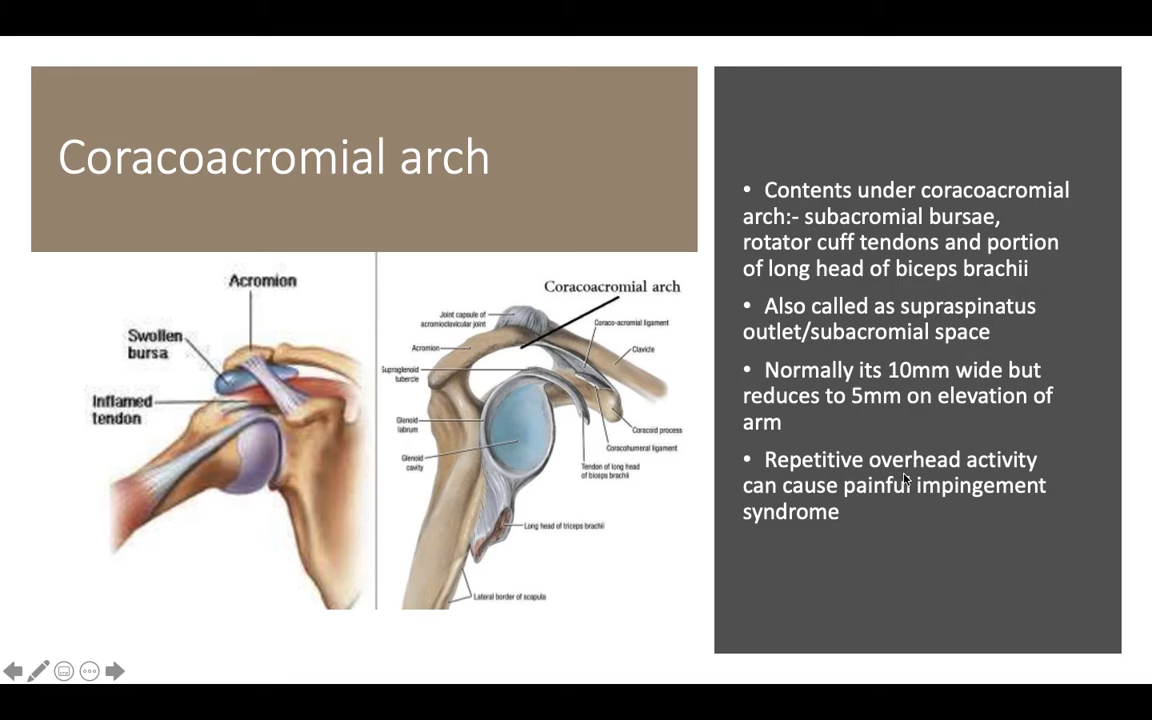 Coracoacromial arch
Acromion
Swollen
bursa
Inflamed
tendon
Coracoacromial arch
Joint capsule of
acromioclavicular joint
Coraco-acromial ligament
Acromion
Clavicle
Supraglenoid
tubercle
Glenoid
labrum
Coracoid process
Glenoid
cavity
Coracohumeral ligament
Tendon of long head
of biceps brachii
Long head of triceps brachii
Lateral border of scapula
• Contents under coracoacromial
arch:- subacromial bursae,
rotator cuff tendons and portion
of long head of biceps brachii
• Also called as supraspinatus
outlet/subacromial space
• Normally its 10mm wide but
reduces to 5mm on elevation of
arm
• Repetitive overhead activity
can cause painful impingement
syndrome